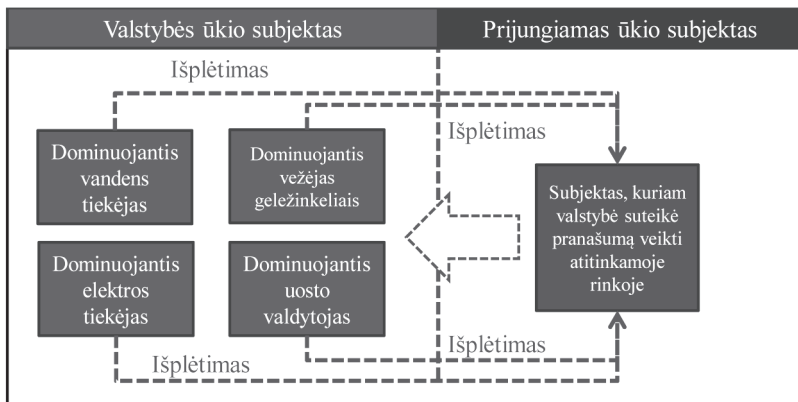 Valstybės ūkio subjektas
Prijungiamas ūkio subjektas
Išplėtimas
Išplėtimas
Dominuojantis
vandens
tiekėjas
Dominuojantis
vežėjas
geležinkeliais
Subjektas, kuriam
valstybė suteikė
pranašumą veikti
atitinkamoje
rinkoje
Dominuojantis
elektros
tiekėjas
Dominuojantis
uosto
valdytojas
Išplėtimas
Išplėtimas